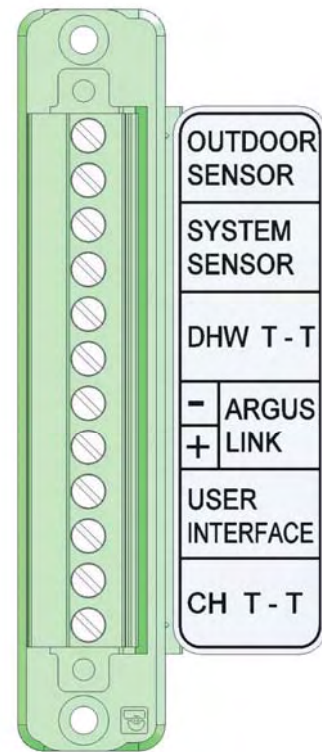 OUTDOOR
SENSOR
SYSTEM
SENSOR
DHW T - T
- ARGUS
+ LINK
USER
INTERFACE
CH T - T